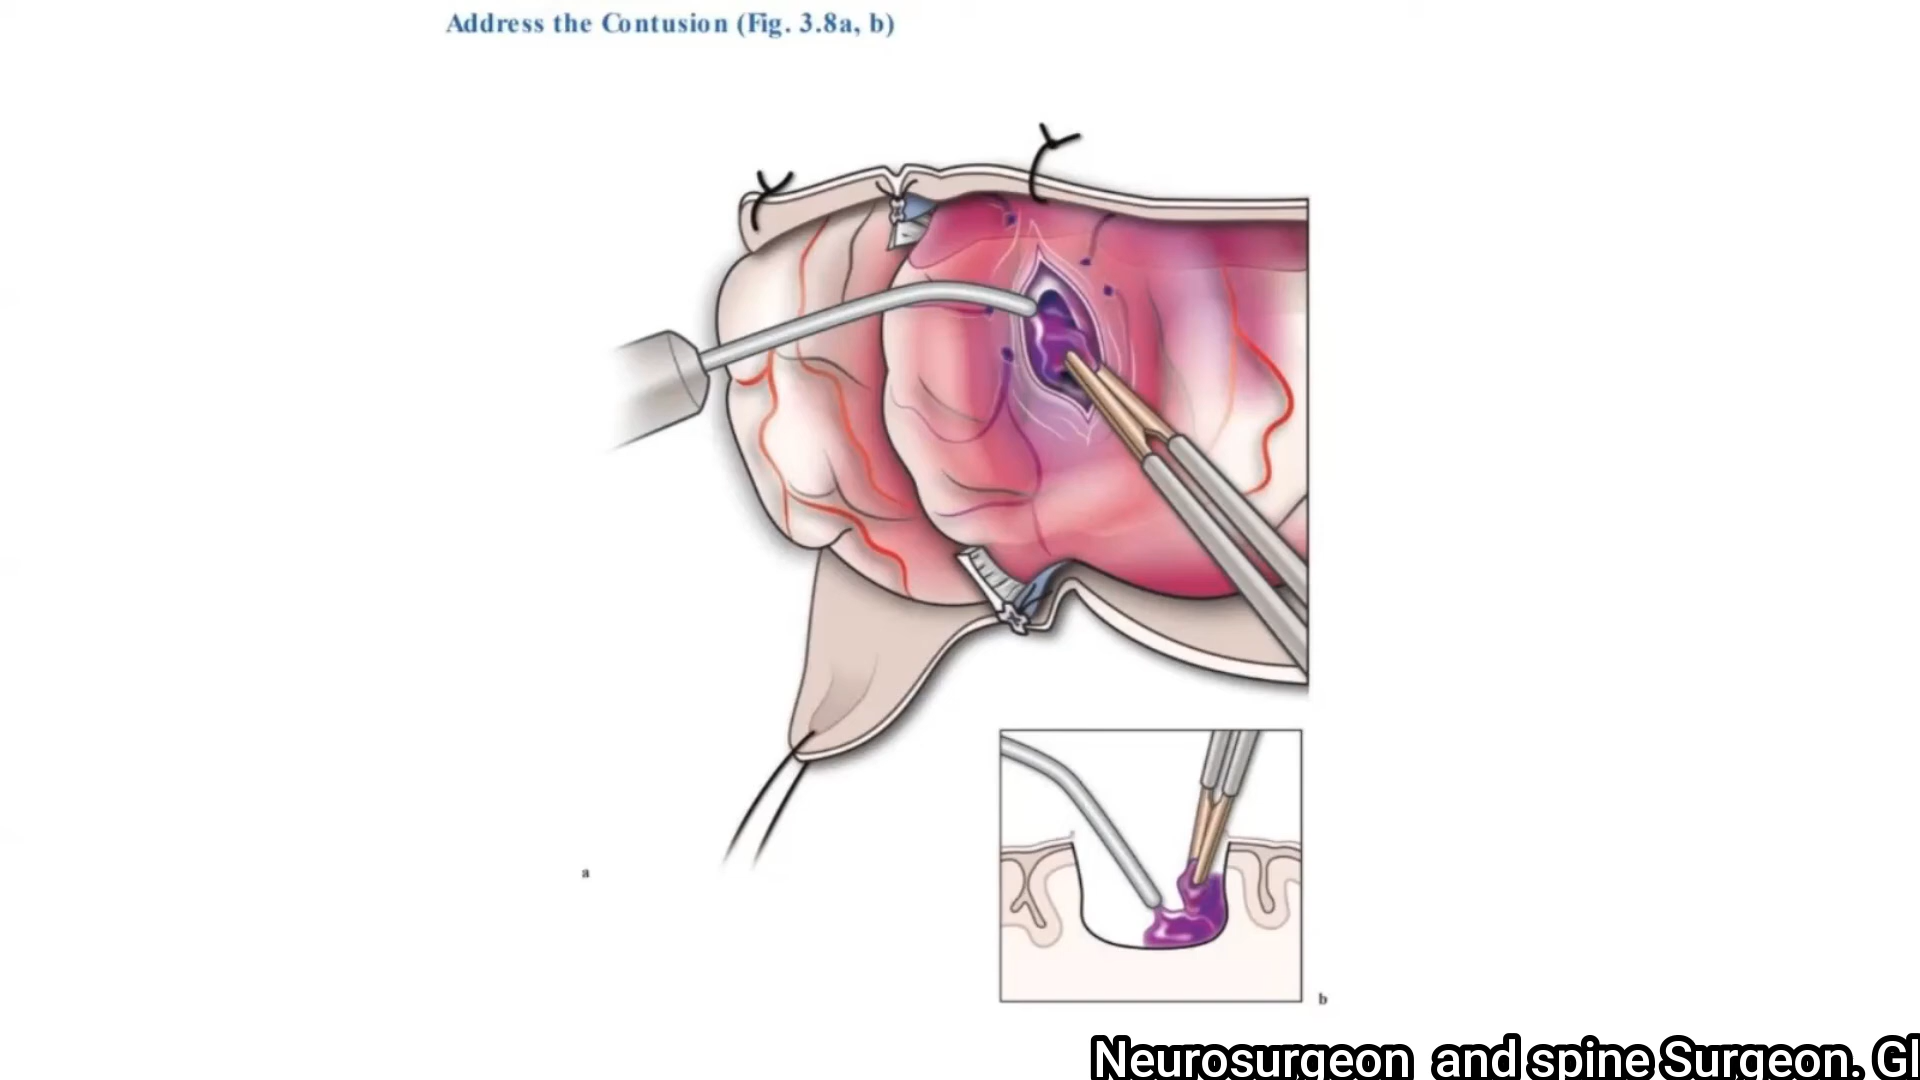 Address the Contusion (Fig. 3.8a, b)
a
b
Neurosurgeon and spine Surgeon. Gl